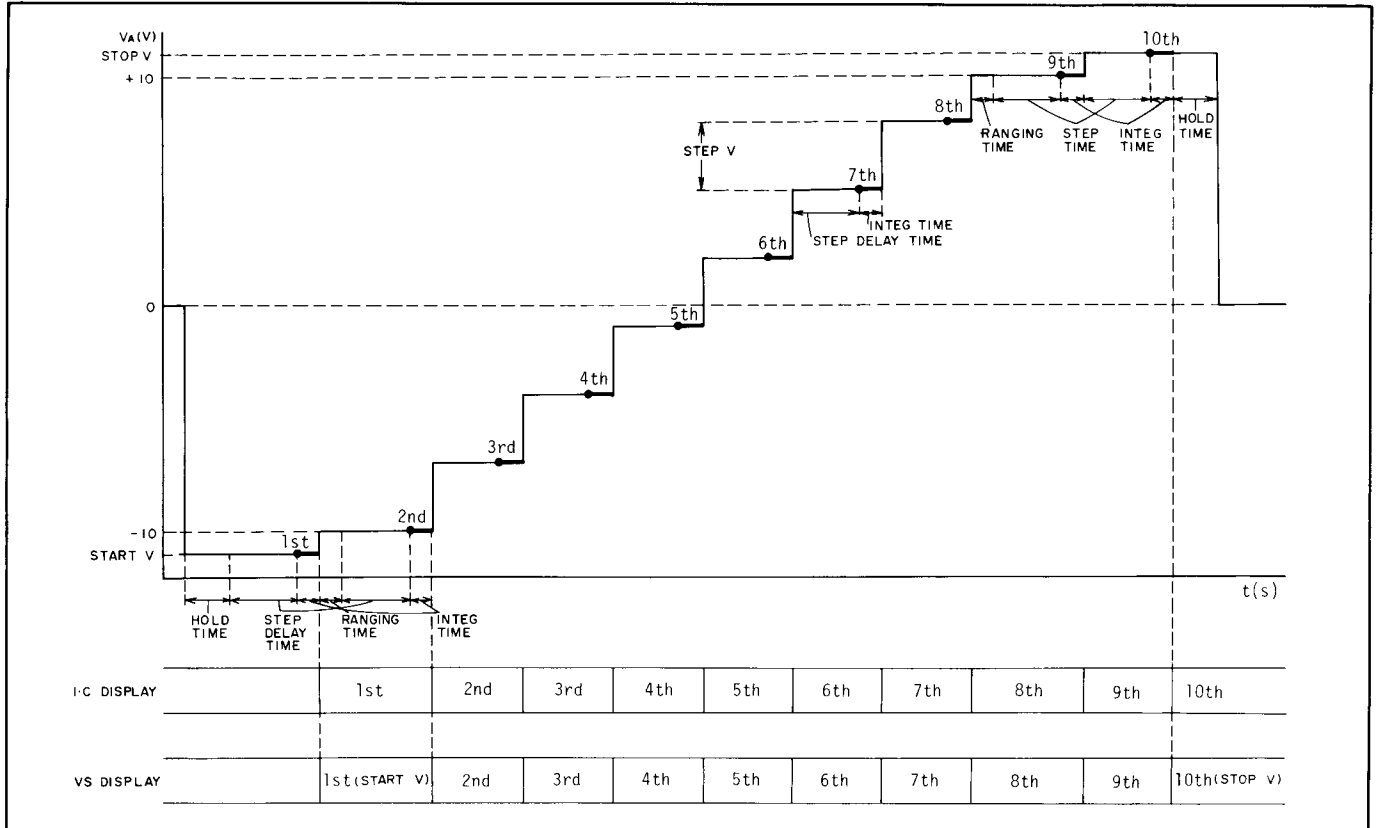 VA(V)
STOP V
+10
0
-10
START V
10th
9th
8th
7th
6th
5th
4th
3rd
2nd
1st
STEP V
RANGING TIME
STEP TIME
INTEG TIME
HOLD TIME
INTEG TIME
STEP DELAY TIME
t(s)
HOLD TIME
STEP DELAY TIME
RANGING TIME
INTEG TIME
I·C DISPLAY 1st 2nd 3rd 4th 5th 6th 7th 8th 9th 10th
VS DISPLAY 1st(START V) 2nd 3rd 4th 5th 6th 7th 8th 9th 10th(STOP V)